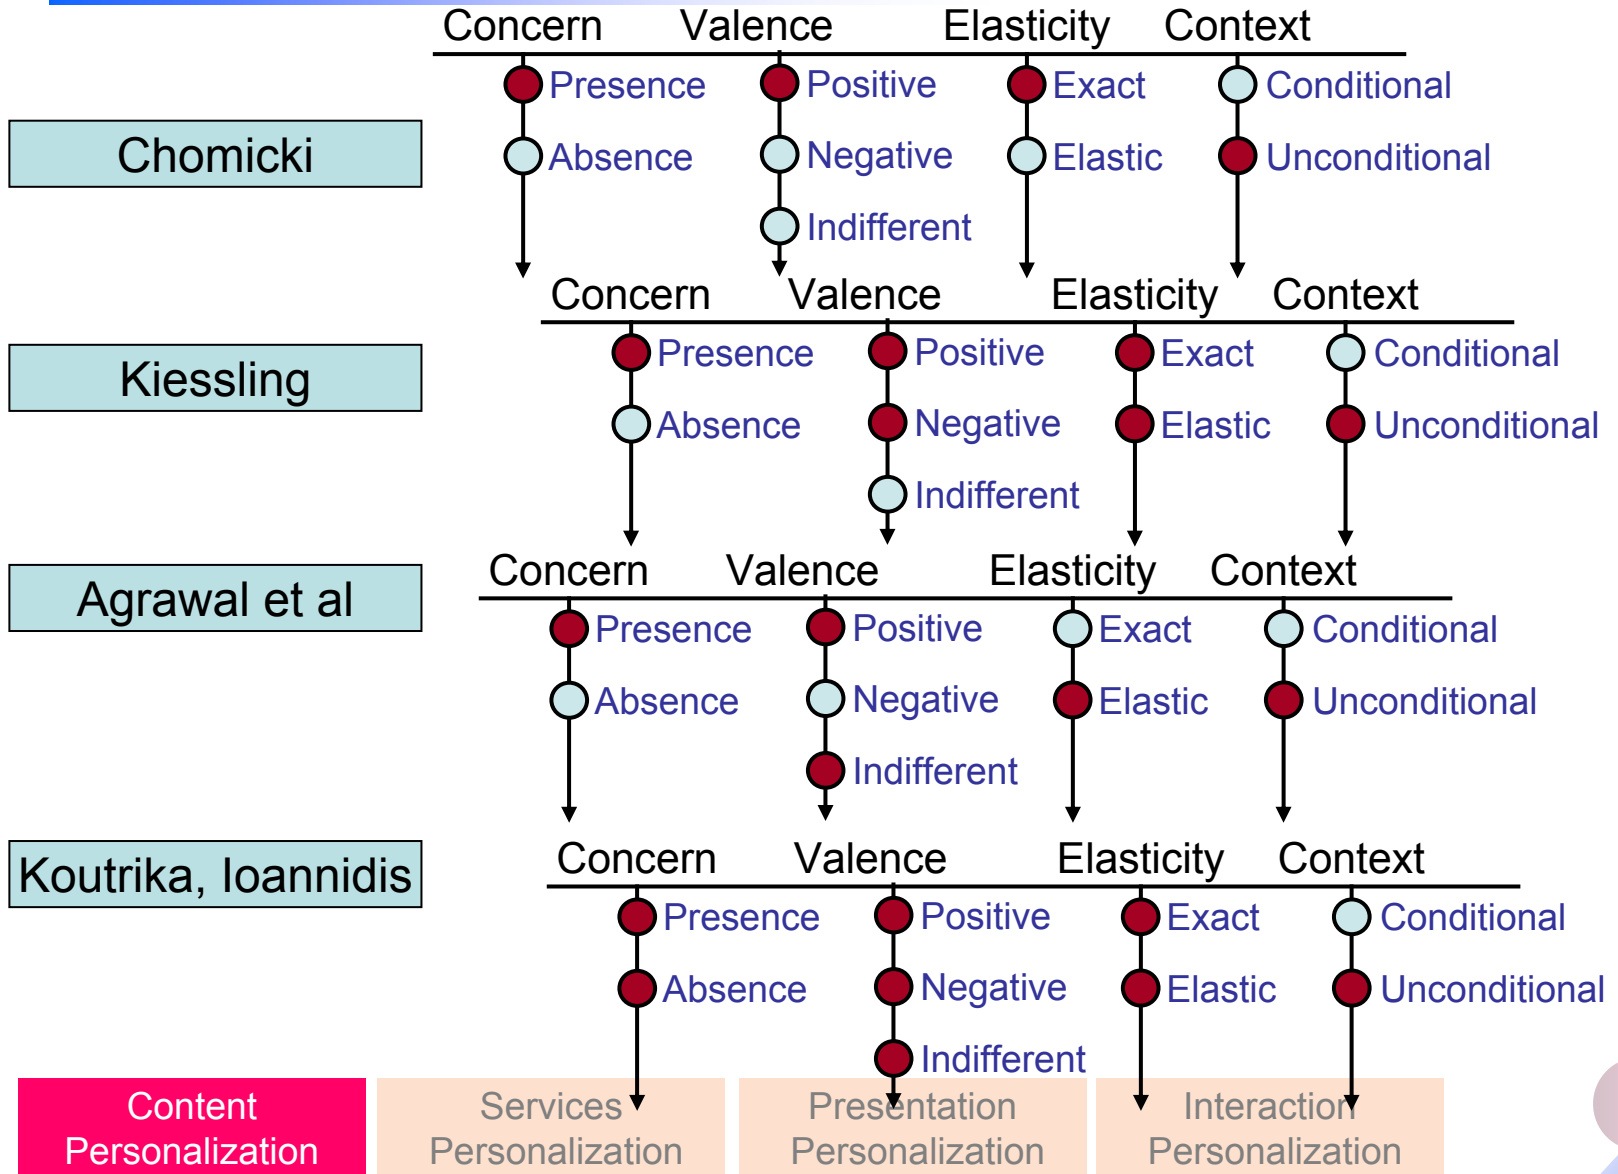 Concern Valence Elasticity Context
Presence Positive Exact Conditional
Chomicki
Absence Negative Elastic Unconditional
Indifferent
Concern Valence Elasticity Context
Presence Positive Exact Conditional
Kiessling
Absence Negative Elastic Unconditional
Indifferent
Concern Valence Elasticity Context
Agrawal et al
Presence Positive Exact Conditional
Absence Negative Elastic Unconditional
Indifferent
Concern Valence Elasticity Context
Koutrika, Ioannidis
Presence Positive Exact Conditional
Absence Negative Elastic Unconditional
Indifferent
Content Services Presentation Interaction
Personalization Personalization Personalization Personalization